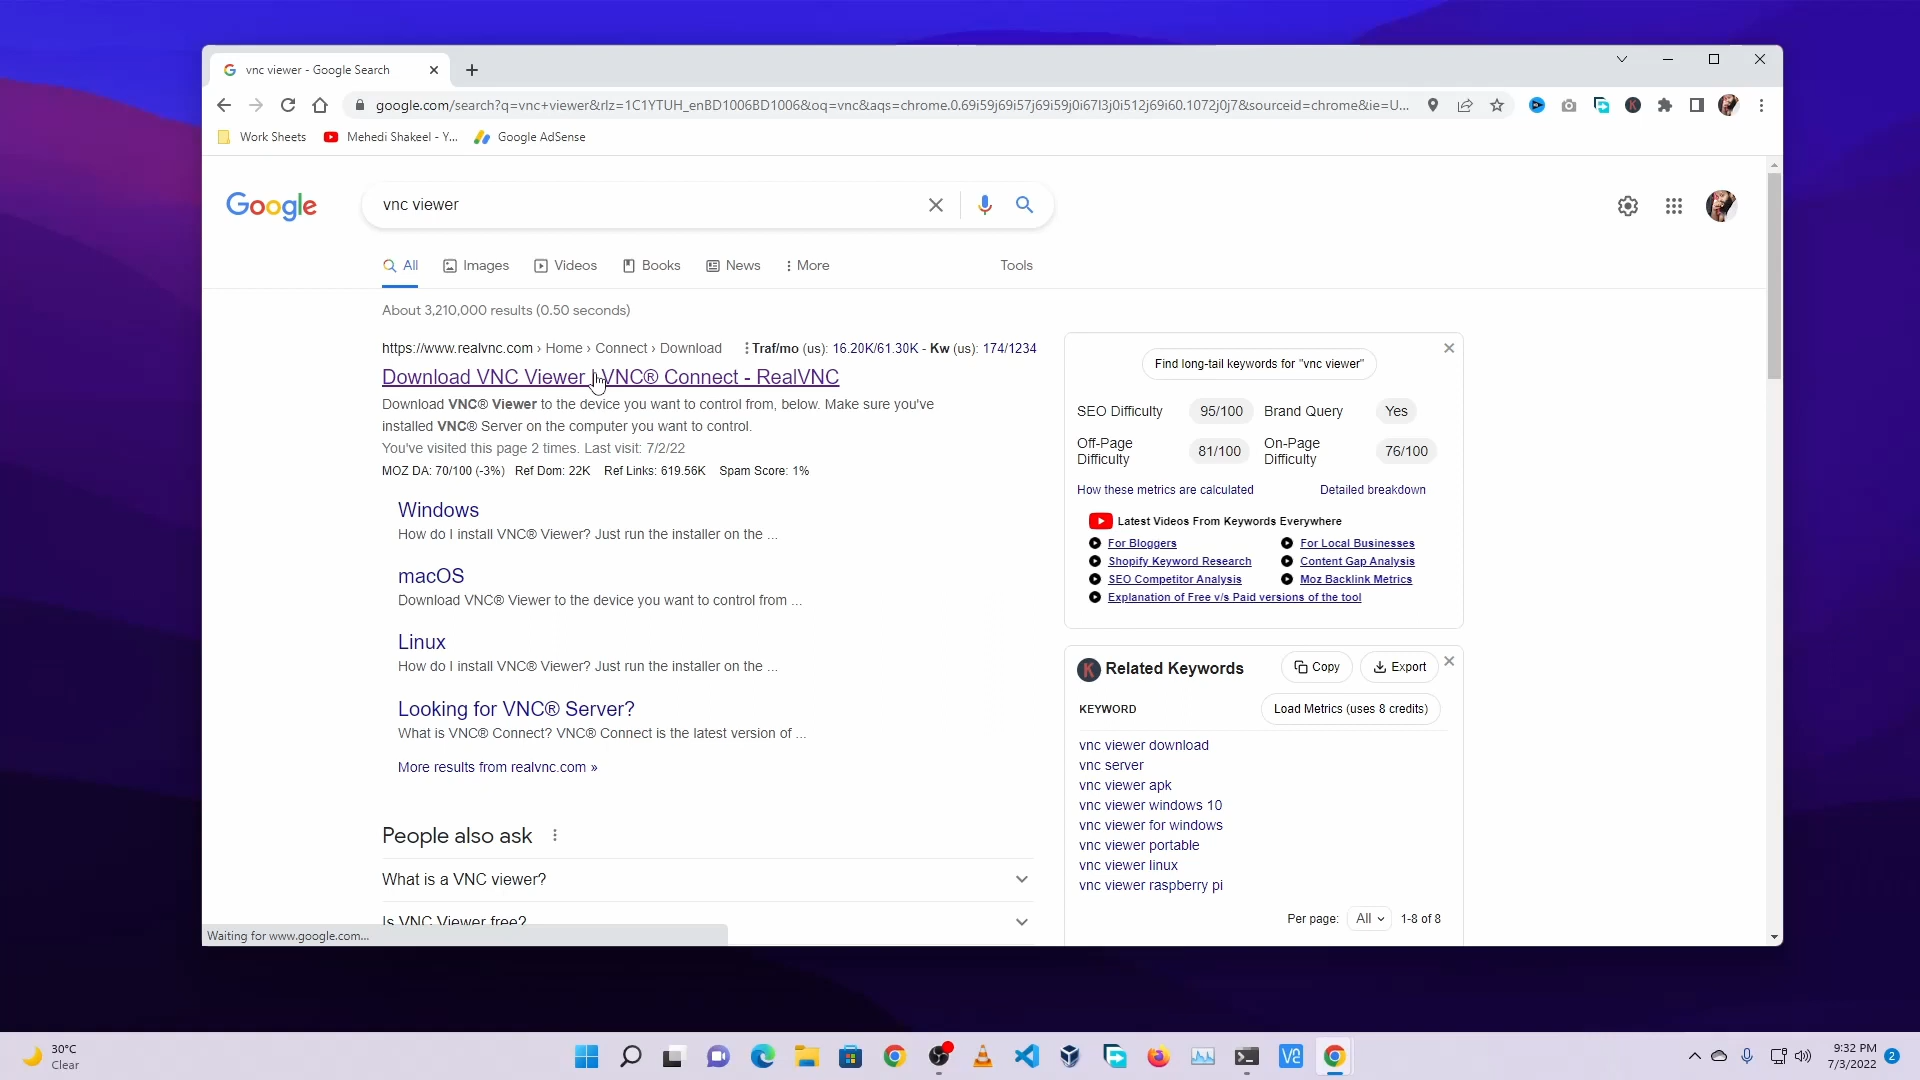 vnc viewer - Google Search
google.com/search?q=vnc+viewer&rlz=1C1YTUH_enBD1006BD1006&oq=vnc&aqs=chrome.0.69i59j69i57j69i59j0i67l3j0i512j69i60.1072j0j7&sourceid=chrome&ie=U...
Work Sheets
Mehedi Shakeel - Y...
Google AdSense
Google
vnc viewer
All
Images
Videos
Books
News
More
Tools
About 3,210,000 results (0.50 seconds)
https://www.realvnc.com › Home › Connect › Download
Traf/mo (us): 16.20K/61.30K - Kw (us): 174/1234
Download VNC Viewer | VNC® Connect - RealVNC
Download VNC® Viewer to the device you want to control from, below. Make sure you've
installed VNC® Server on the computer you want to control.
You've visited this page 2 times. Last visit: 7/2/22
MOZ DA: 70/100 (-3%) Ref Dom: 22K Ref Links: 619.56K Spam Score: 1%
Windows
How do I install VNC® Viewer? Just run the installer on the ...
macOS
Download VNC® Viewer to the device you want to control from ...
Linux
How do I install VNC® Viewer? Just run the installer on the ...
Looking for VNC® Server?
What is VNC® Connect? VNC® Connect is the latest version of ...
More results from realvnc.com »
People also ask
What is a VNC viewer?
Is VNC Viewer free?
Waiting for www.google.com...
Find long-tail keywords for "vnc viewer"
SEO Difficulty
95/100
Brand Query
Yes
Off-Page
Difficulty
81/100
On-Page
Difficulty
76/100
How these metrics are calculated
Detailed breakdown
Latest Videos From Keywords Everywhere
For Bloggers
For Local Businesses
Shopify Keyword Research
Content Gap Analysis
SEO Competitor Analysis
Moz Backlink Metrics
Explanation of Free v/s Paid versions of the tool
K
Related Keywords
Copy
Export
KEYWORD
Load Metrics (uses 8 credits)
vnc viewer download
vnc server
vnc viewer apk
vnc viewer windows 10
vnc viewer for windows
vnc viewer portable
vnc viewer linux
vnc viewer raspberry pi
Per page:
All
1-8 of 8
30°C
Clear
9:32 PM
7/3/2022
2